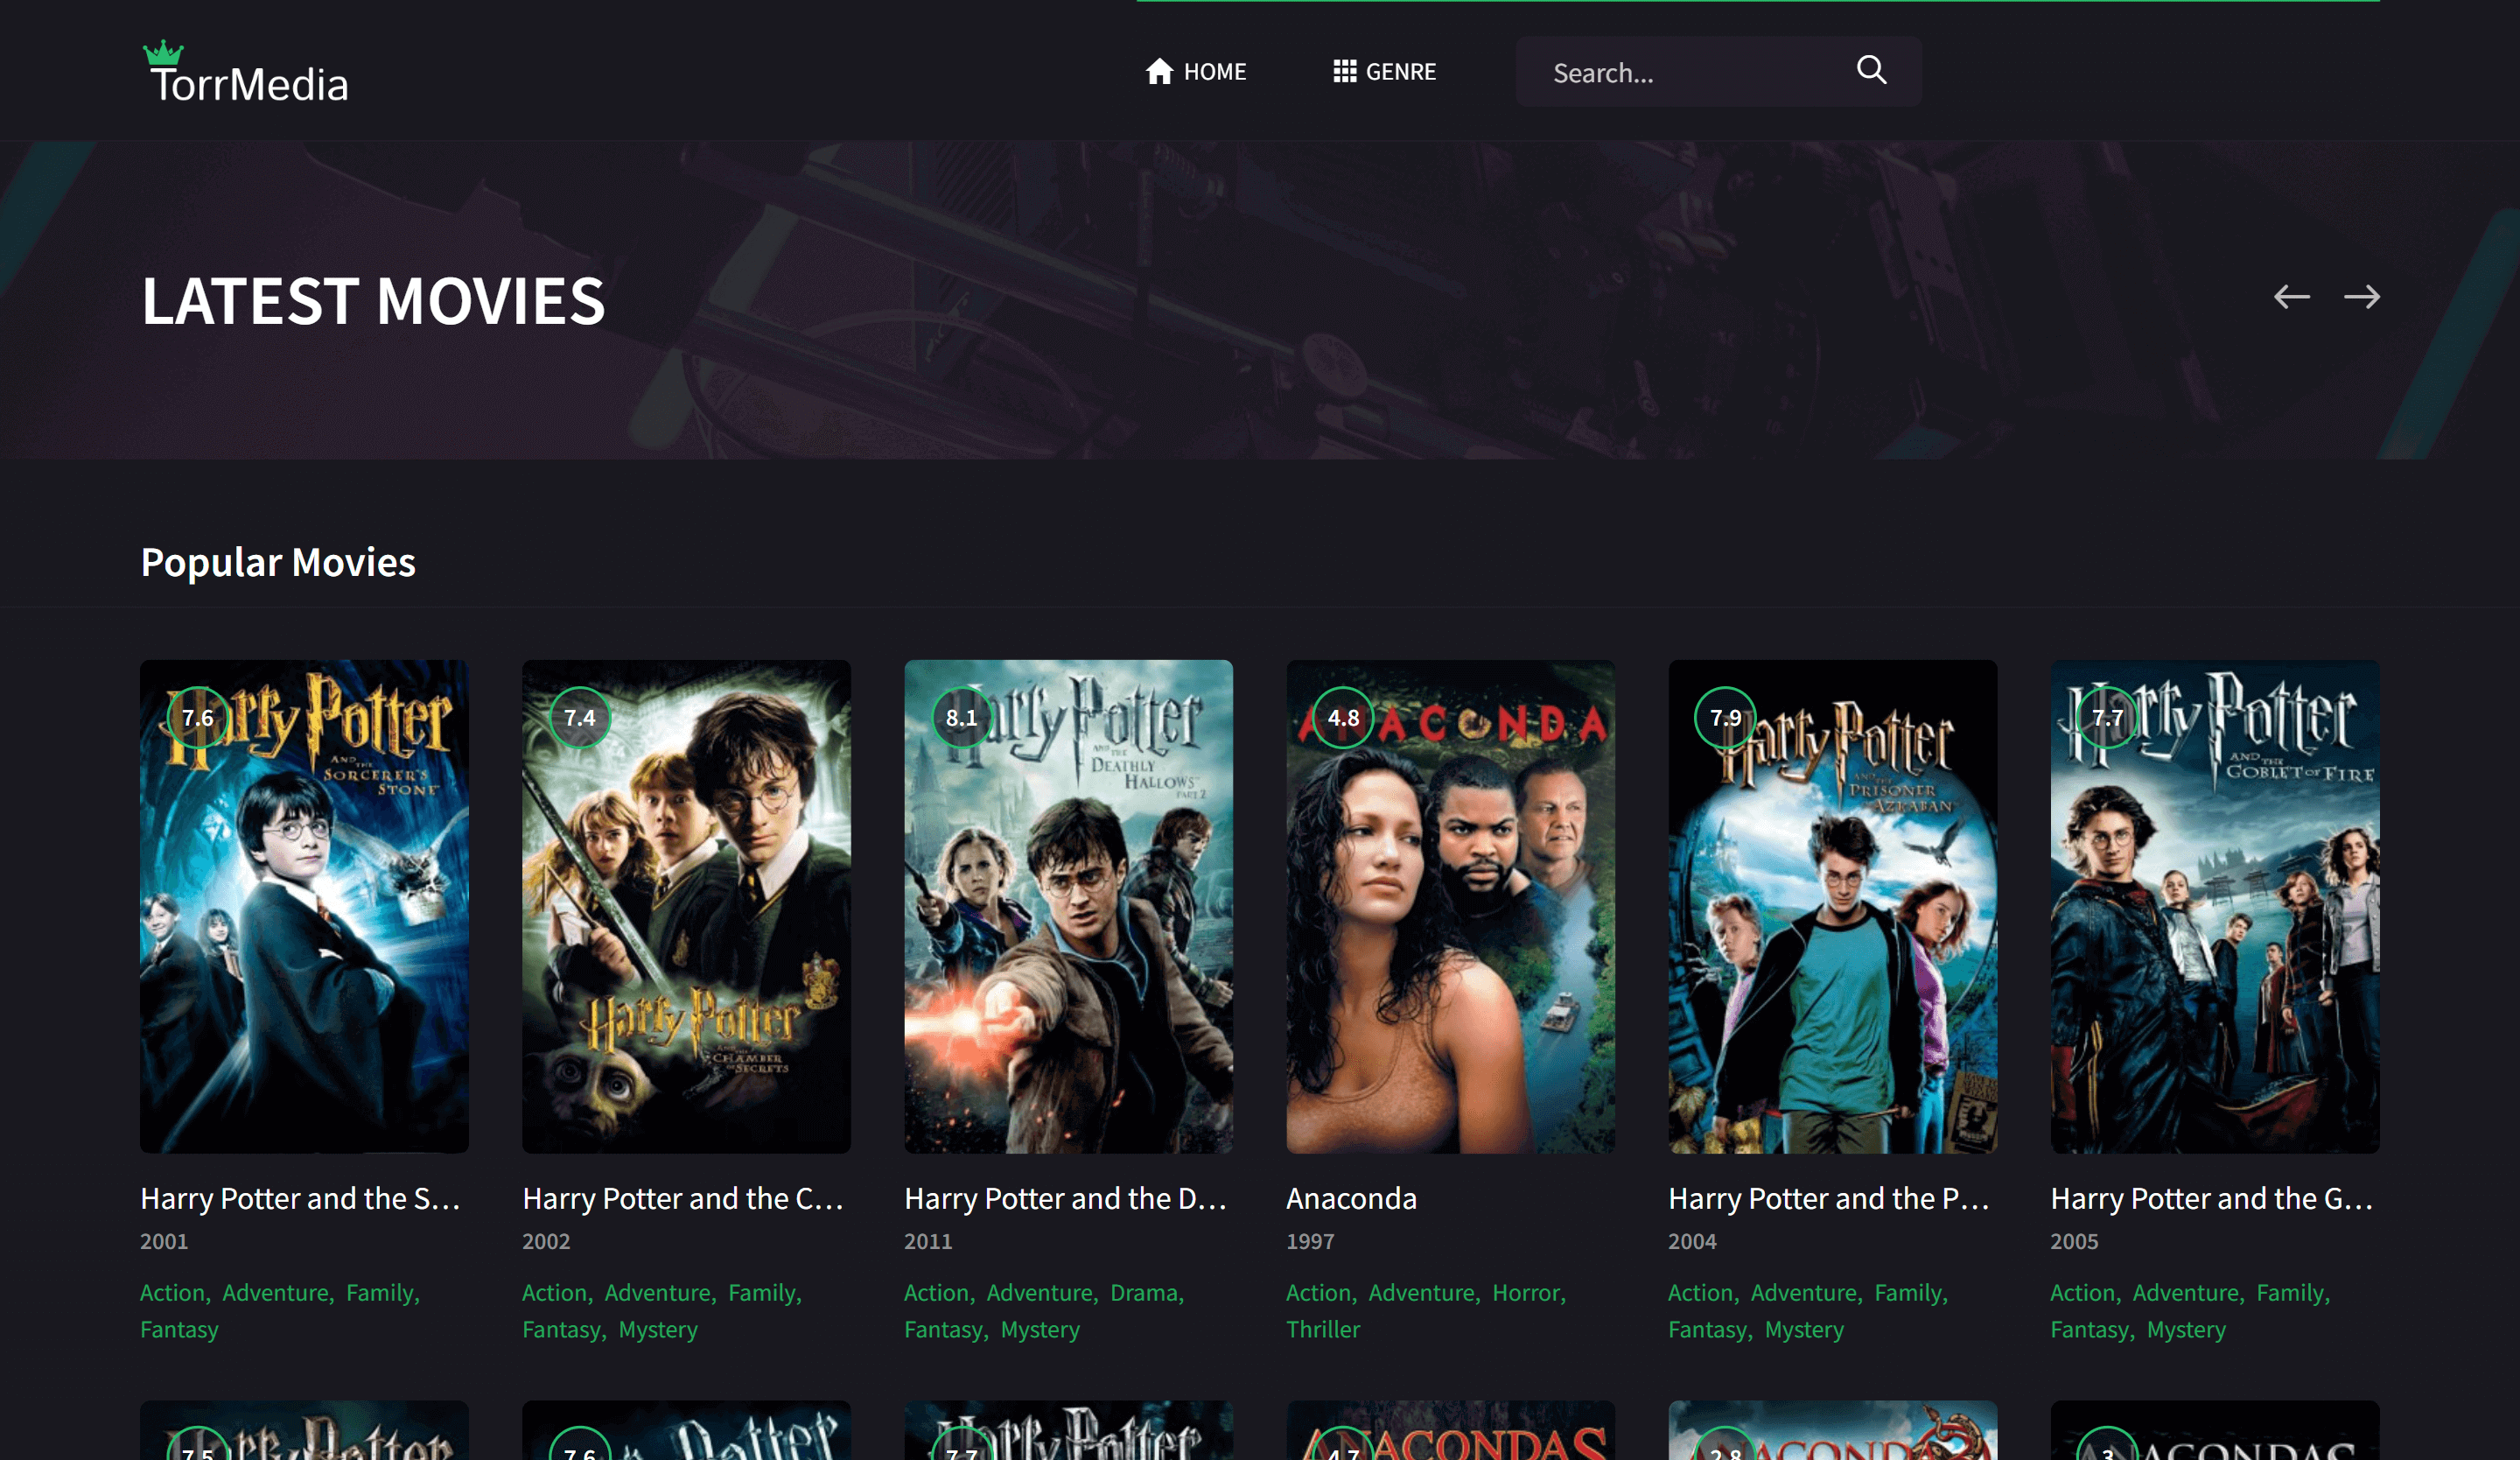 TorrMedia
HOME
GENRE
Search...
LATEST MOVIES
Popular Movies
7.6
Harry Potter
AND THE
SORCERER'S
STONE
7.4
Harry Potter
AND THE
CHAMBER
OF SECRETS
8.1
Harry Potter
AND THE
DEATHLY
HALLOWS
PART 2
4.8
ANACONDA
7.9
Harry Potter
AND THE
PRISONER
OF AZKABAN
7.7
Harry Potter
AND THE
GOBLET OF FIRE
Harry Potter and the S...
2001
Action, Adventure, Family,
Fantasy
Harry Potter and the C...
2002
Action, Adventure, Family,
Fantasy, Mystery
Harry Potter and the D...
2011
Action, Adventure, Drama,
Fantasy, Mystery
Anaconda
1997
Action, Adventure, Horror,
Thriller
Harry Potter and the P...
2004
Action, Adventure, Family,
Fantasy, Mystery
Harry Potter and the G...
2005
Action, Adventure, Family,
Fantasy, Mystery
7.5
Harry Potter
7.6
Potter
7.7
Harry Potter
4.7
ANACONDAS
2.8
ANACONDA
3
ANACONDAS